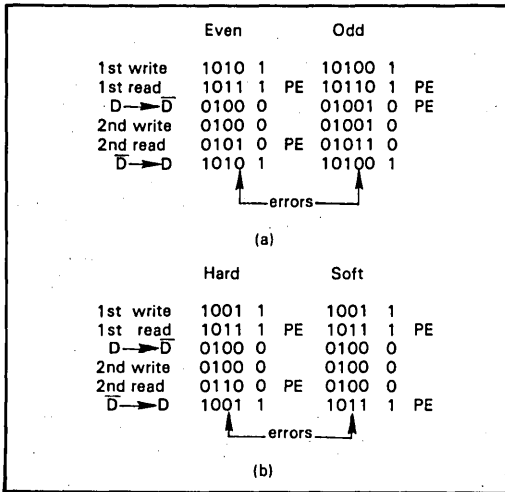 Even Odd
1st write 1010 1 10100 1
1st read 1011 1 PE 10110 1 PE
D→D̅ 0100 0 01001 0 PE
2nd write 0100 0 01001 0
2nd read 0101 0 PE 01011 0
D̅→D 1010 1 10100 1
errors
(a)
Hard Soft
1st write 1001 1 1001 1
1st read 1011 1 PE 1011 1 PE
D→D̅ 0100 0 0100 0
2nd write 0100 0 0100 0
2nd read 0110 0 PE 0100 0
D̅→D 1001 1 1011 1 PE
errors
(b)